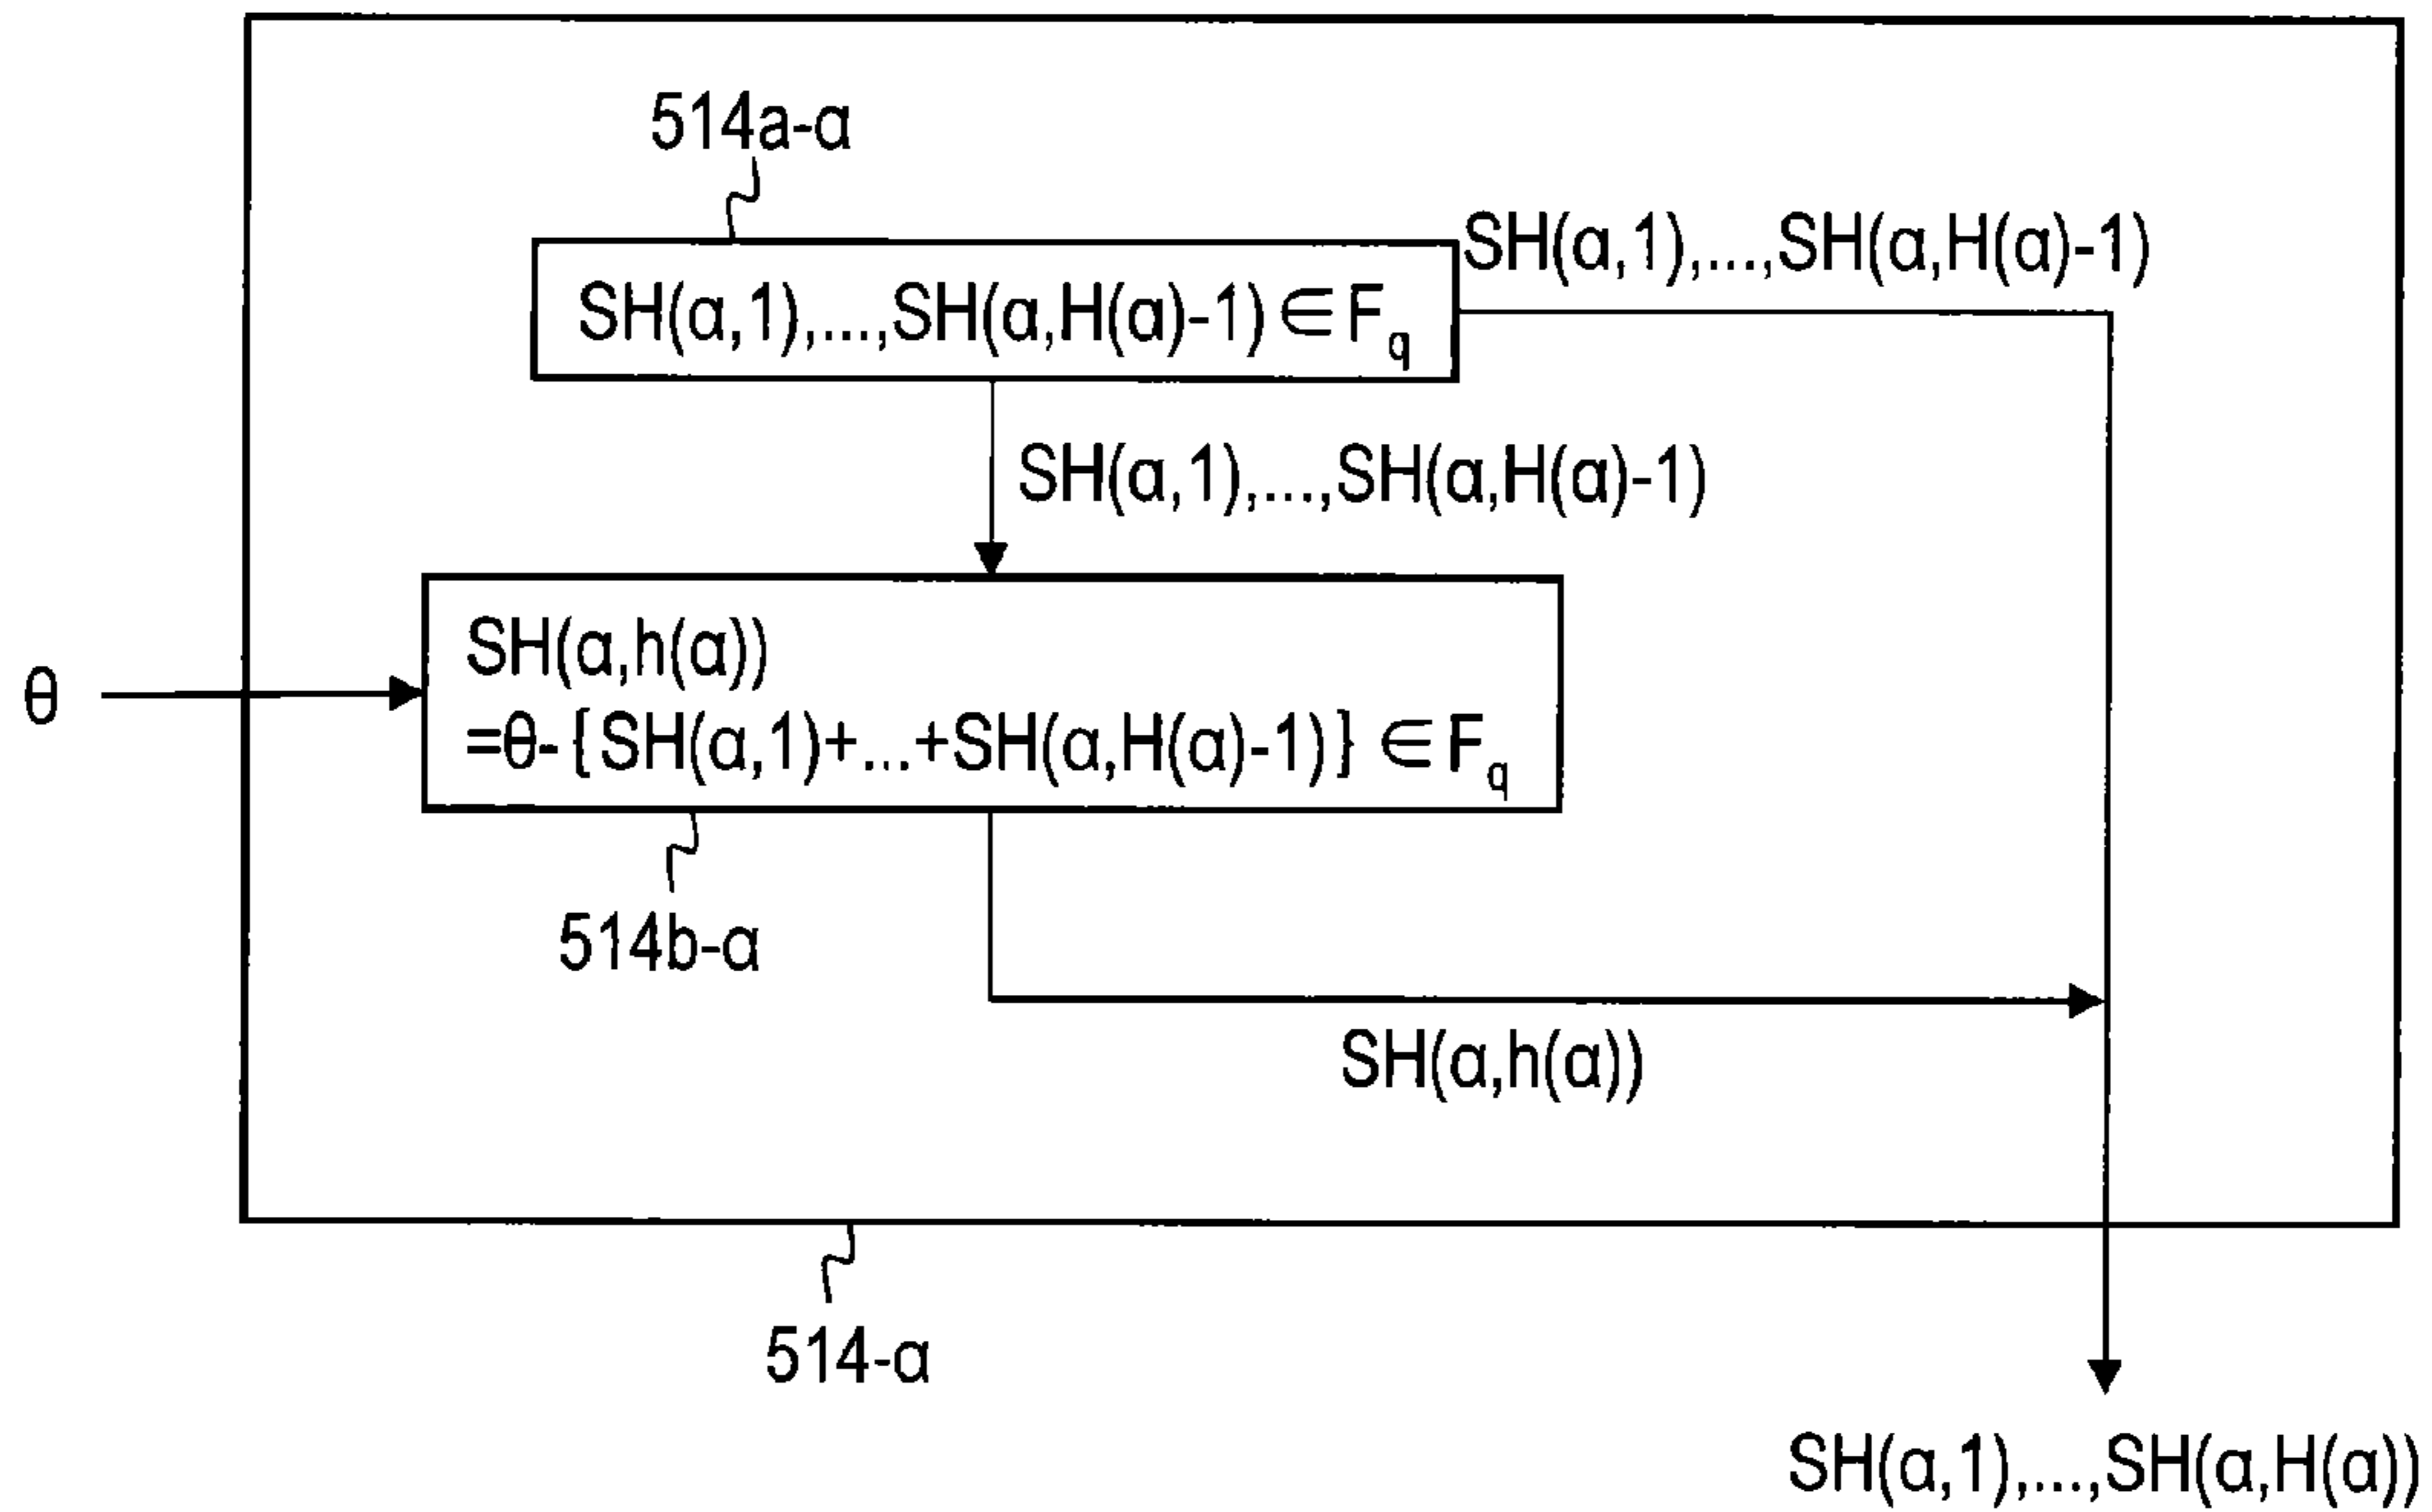 514a-α
SH(α,1),...,SH(α,H(α)-1)
SH(α,1),...,SH(α,H(α)-1)∈F_q
SH(α,1),...,SH(α,H(α)-1)
SH(α,h(α))
=θ-{SH(α,1)+...+SH(α,H(α)-1)}∈F_q
θ
514b-α
SH(α,h(α))
514-α
SH(α,1),...,SH(α,H(α))